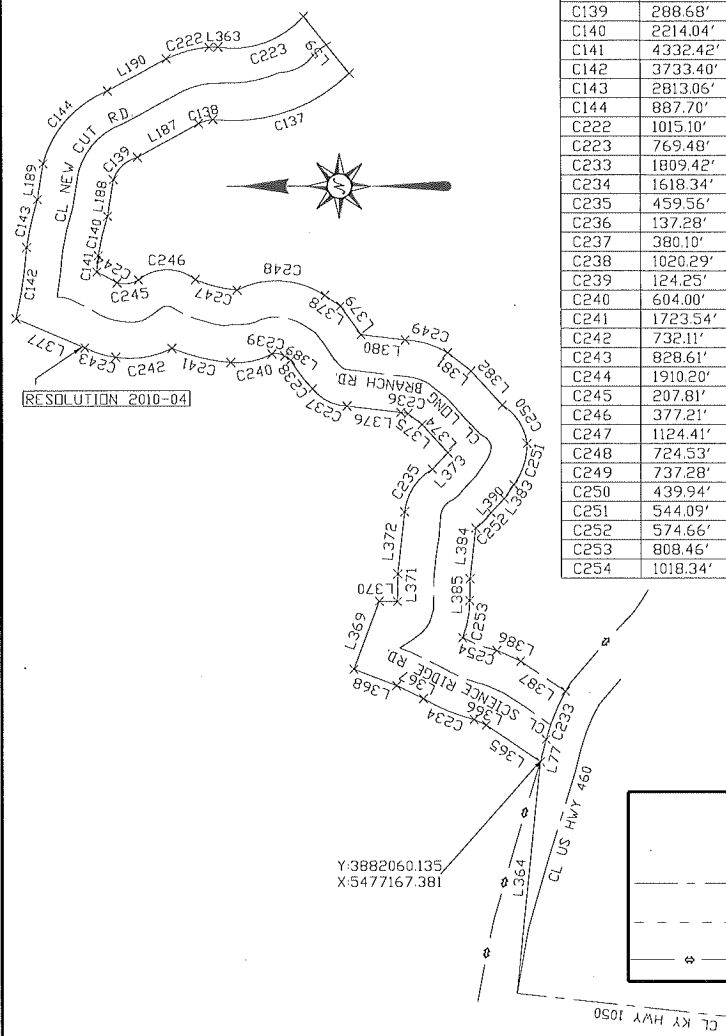 C139 288.68'
C140 2214.04'
C141 4332.42'
C142 3733.40'
C143 2813.06'
C144 887.70'
C222 1015.10'
C223 769.48'
C233 1809.42'
C234 1618.34'
C235 459.56'
C236 137.28'
C237 380.10'
C238 1020.29'
C239 124.25'
C240 604.00'
C241 1723.54'
C242 732.11'
C243 828.61'
C244 1910.20'
C245 207.81'
C246 377.21'
C247 1124.41'
C248 724.53'
C249 737.28'
C250 439.94'
C251 544.09'
C252 574.66'
C253 808.46'
C254 1018.34'
L190
C222
L363
C223
L59
C144
C138
C137
L187
C139
CL NEW CUT RD.
L189
L188
C143
C140
C142
C141
C244
C245
C246
C247
C248
L378
L379
L380
C249
L381
L382
C250
C251
L377
C243
C242
C241
C240
C239
L389
C238
C237
L376
C236
L375
L374
L373
CL LONG BRANCH RD.
RESOLUTION 2010-04
N
C235
L372
L371
L370
L369
L368
L367
C234
L366
L365
L390
L383
C252
L384
L385
C253
C254
L386
L387
CL SCIENCE RIDGE RD.
C233
L77
L364
CL US HWY 460
Y:3882060.135
X:5477167.381
CL KY HWY 1050